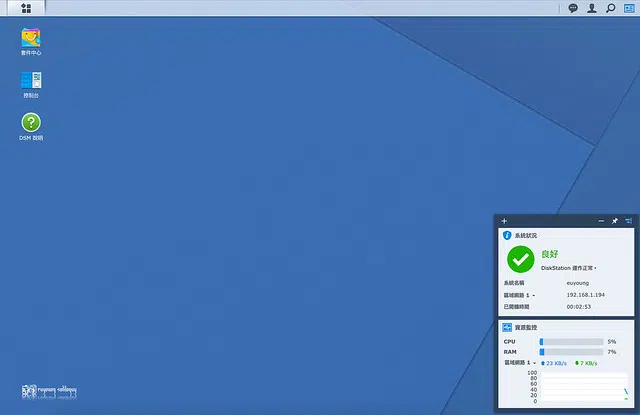 套件中心
控制台
DSM 說明
系統狀況
良好
DiskStation 運作正常。
系統名稱 euyoung
區域網路 1 192.168.1.194
已開機時間 00:02:53
資源監控
CPU 5%
RAM 7%
區域網路 1 23 KB/s 7 KB/s
100
80
60
40
20
0